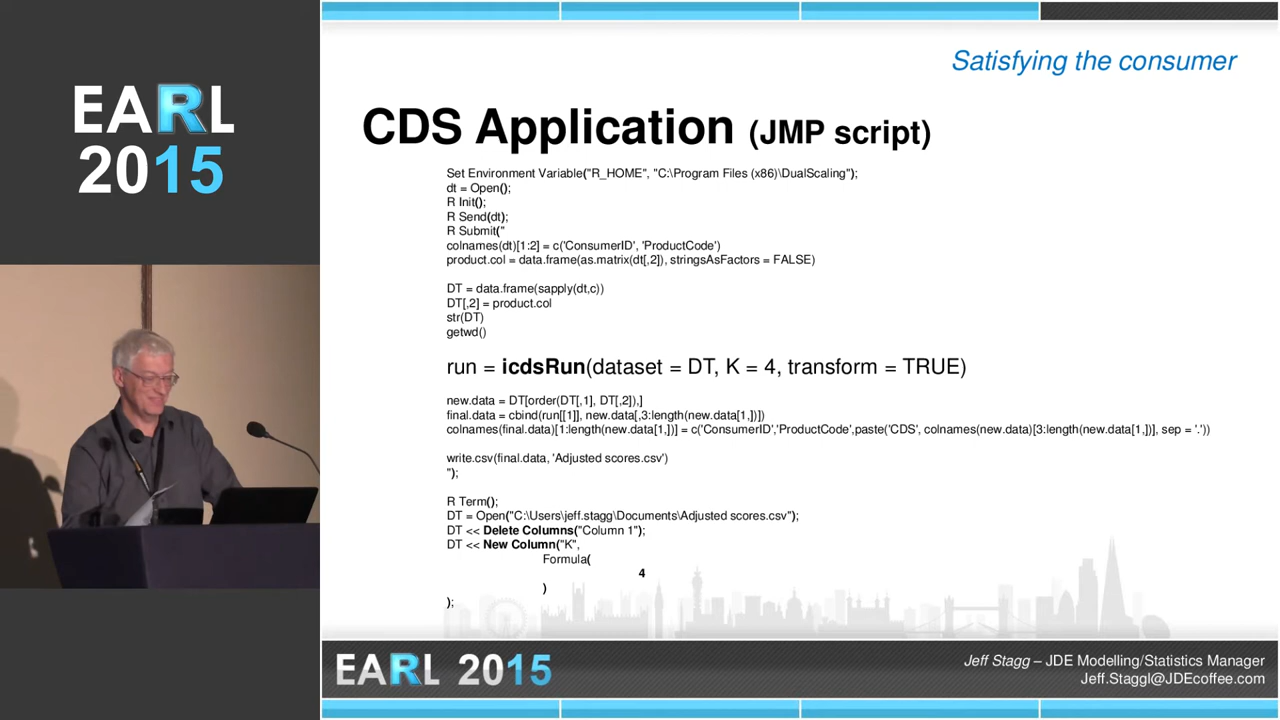 EARL
2015
Satisfying the consumer
CDS Application (JMP script)
Set Environment Variable("R_HOME", "C:\Program Files (x86)\DualScaling");
dt = Open();
R Init();
R Send(dt);
R Submit("
colnames(dt)[1:2] = c('ConsumerID', 'ProductCode')
product.col = data.frame(as.matrix(dt[,2]), stringsAsFactors = FALSE)
DT = data.frame(sapply(dt,c))
DT[,2] = product.col
str(DT)
getwd()
run = icdsRun(dataset = DT, K = 4, transform = TRUE)
new.data = DT[order(DT[,1], DT[,2]),]
final.data = cbind(run[[1]], new.data[,3:length(new.data[1,])])
colnames(final.data)[1:length(new.data[1,])] = c('ConsumerID','ProductCode',paste('CDS', colnames(new.data)[3:length(new.data[1,])], sep = '.'))
write.csv(final.data, 'Adjusted scores.csv')
");
R Term();
DT = Open("C:\Users\jeff.stagg\Documents\Adjusted scores.csv");
DT << Delete Columns("Column 1");
DT << New Column("K",
Formula(
4
)
);
EARL 2015
Jeff Stagg – JDE Modelling/Statistics Manager
Jeff.Staggl@JDEcoffee.com